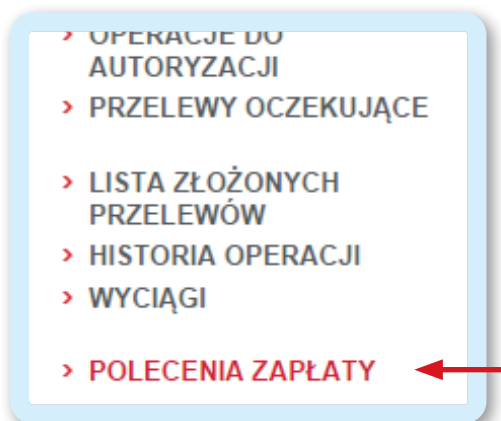 › OPERACJE DO
AUTORYZACJI
› PRZELEWY OCZEKUJĄCE
› LISTA ZŁOŻONYCH
PRZELEWÓW
› HISTORIA OPERACJI
› WYCIĄGI
› POLECENIA ZAPŁATY